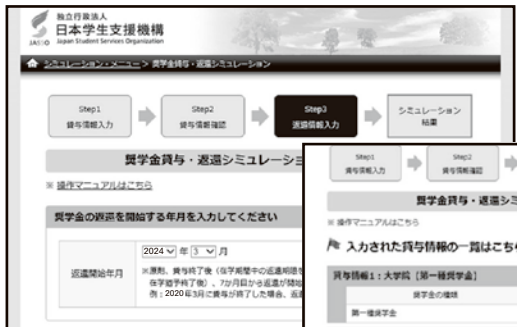 独立行政法人
日本学生支援機構
JASSO Japan Student Services Organization
シミュレーション・メニュー > 奨学金貸与・返還シミュレーション
Step1
貸与情報入力
Step2
貸与情報確認
Step3
返還情報入力
シミュレーション
結果
奨学金貸与・返還シミュレーショ
※ 操作マニュアルはこちら
奨学金の返還を開始する年月を入力してください
返還開始年月
2024 年 3 月
※原則、貸与終了後（在学期間中の返還期限を
在学猶予終了後）、7か月目から返還が開始
例：2020年3月に貸与が終了した場合、返還
Step1
貸与情報入力
Step2
貸与情報確認
奨学金貸与・返還シミ
※ 操作マニュアルはこちら
入力された貸与情報の一覧はこちら
貸与情報1：大学院［第一種奨学金］
奨学金の種類
第一種奨学金